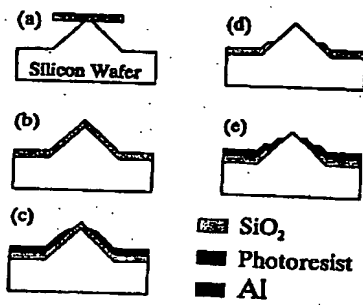 (a)
Silicon Wafer
(b)
(c)
(d)
(e)
SiO₂
Photoresist
Al